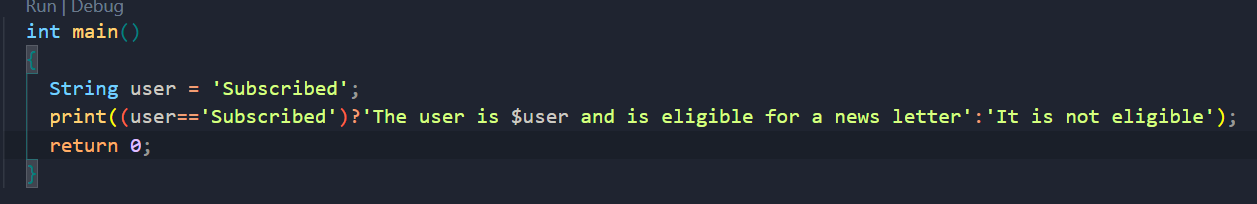 Run | Debug
int main()
{
String user = 'Subscribed';
print((user=='Subscribed')?'The user is $user and is eligible for a news letter':'It is not eligible');
return 0;
}